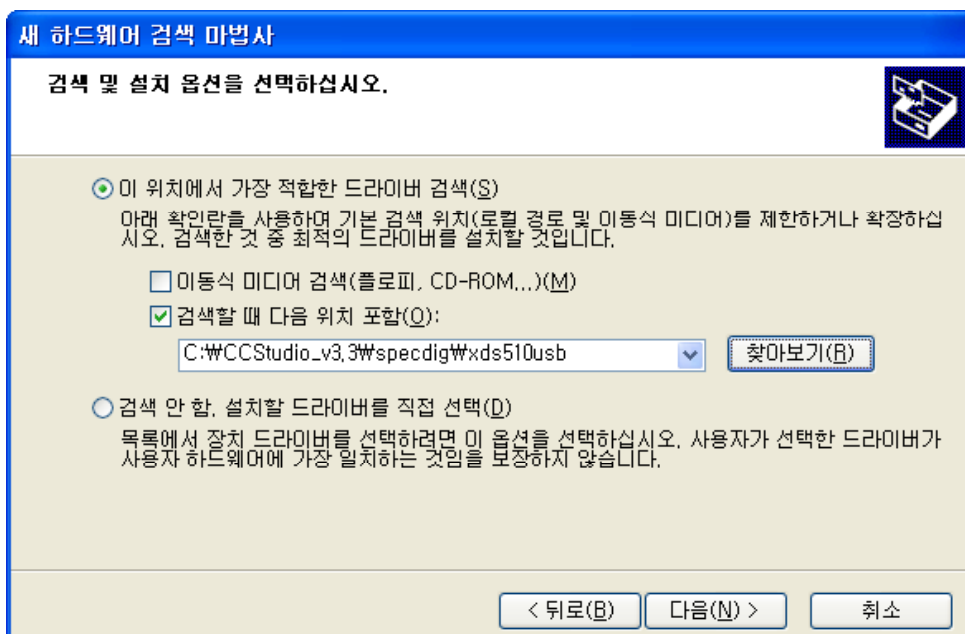 새 하드웨어 검색 마법사
검색 및 설치 옵션을 선택하십시오.
이 위치에서 가장 적합한 드라이버 검색(S)
아래 확인란을 사용하여 기본 검색 위치(로컬 경로 및 이동식 미디어)를 제한하거나 확장하십
시오. 검색한 것 중 최적의 드라이버를 설치할 것입니다.
이동식 미디어 검색(플로피, CD-ROM...)(M)
검색할 때 다음 위치 포함(O):
C:₩CCStudio_v3.3₩specdig₩xds510usb
찾아보기(R)
검색 안 함. 설치할 드라이버를 직접 선택(D)
목록에서 장치 드라이버를 선택하려면 이 옵션을 선택하십시오. 사용자가 선택한 드라이버가
사용자 하드웨어에 가장 일치하는 것임을 보장하지 않습니다.
< 뒤로(B) 다음(N) > 취소